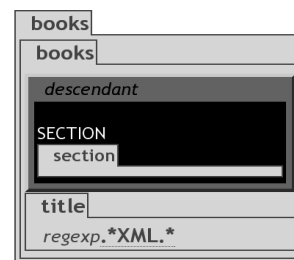 books
books
descendant
SECTION
section
title
regexp.*XML.*